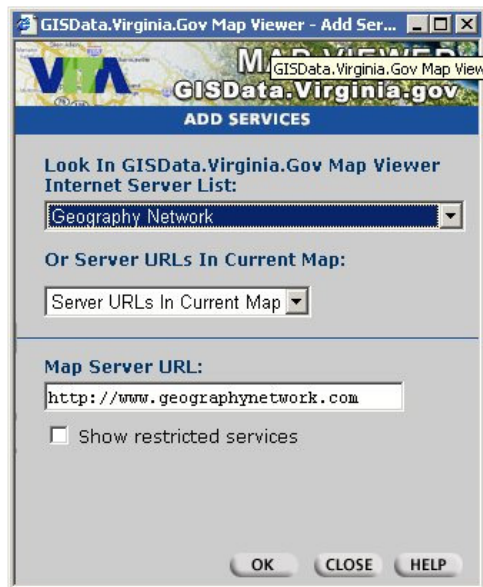 GISData.Virginia.Gov Map Viewer - Add Ser...
VITA
MAP VIEWER
GISData.Virginia.Gov Map View
GISData.Virginia.gov
ADD SERVICES
Look In GISData.Virginia.Gov Map Viewer
Internet Server List:
Geography Network
Or Server URLs In Current Map:
Server URLs In Current Map
Map Server URL:
http://www.geographynetwork.com
Show restricted services
OK CLOSE HELP